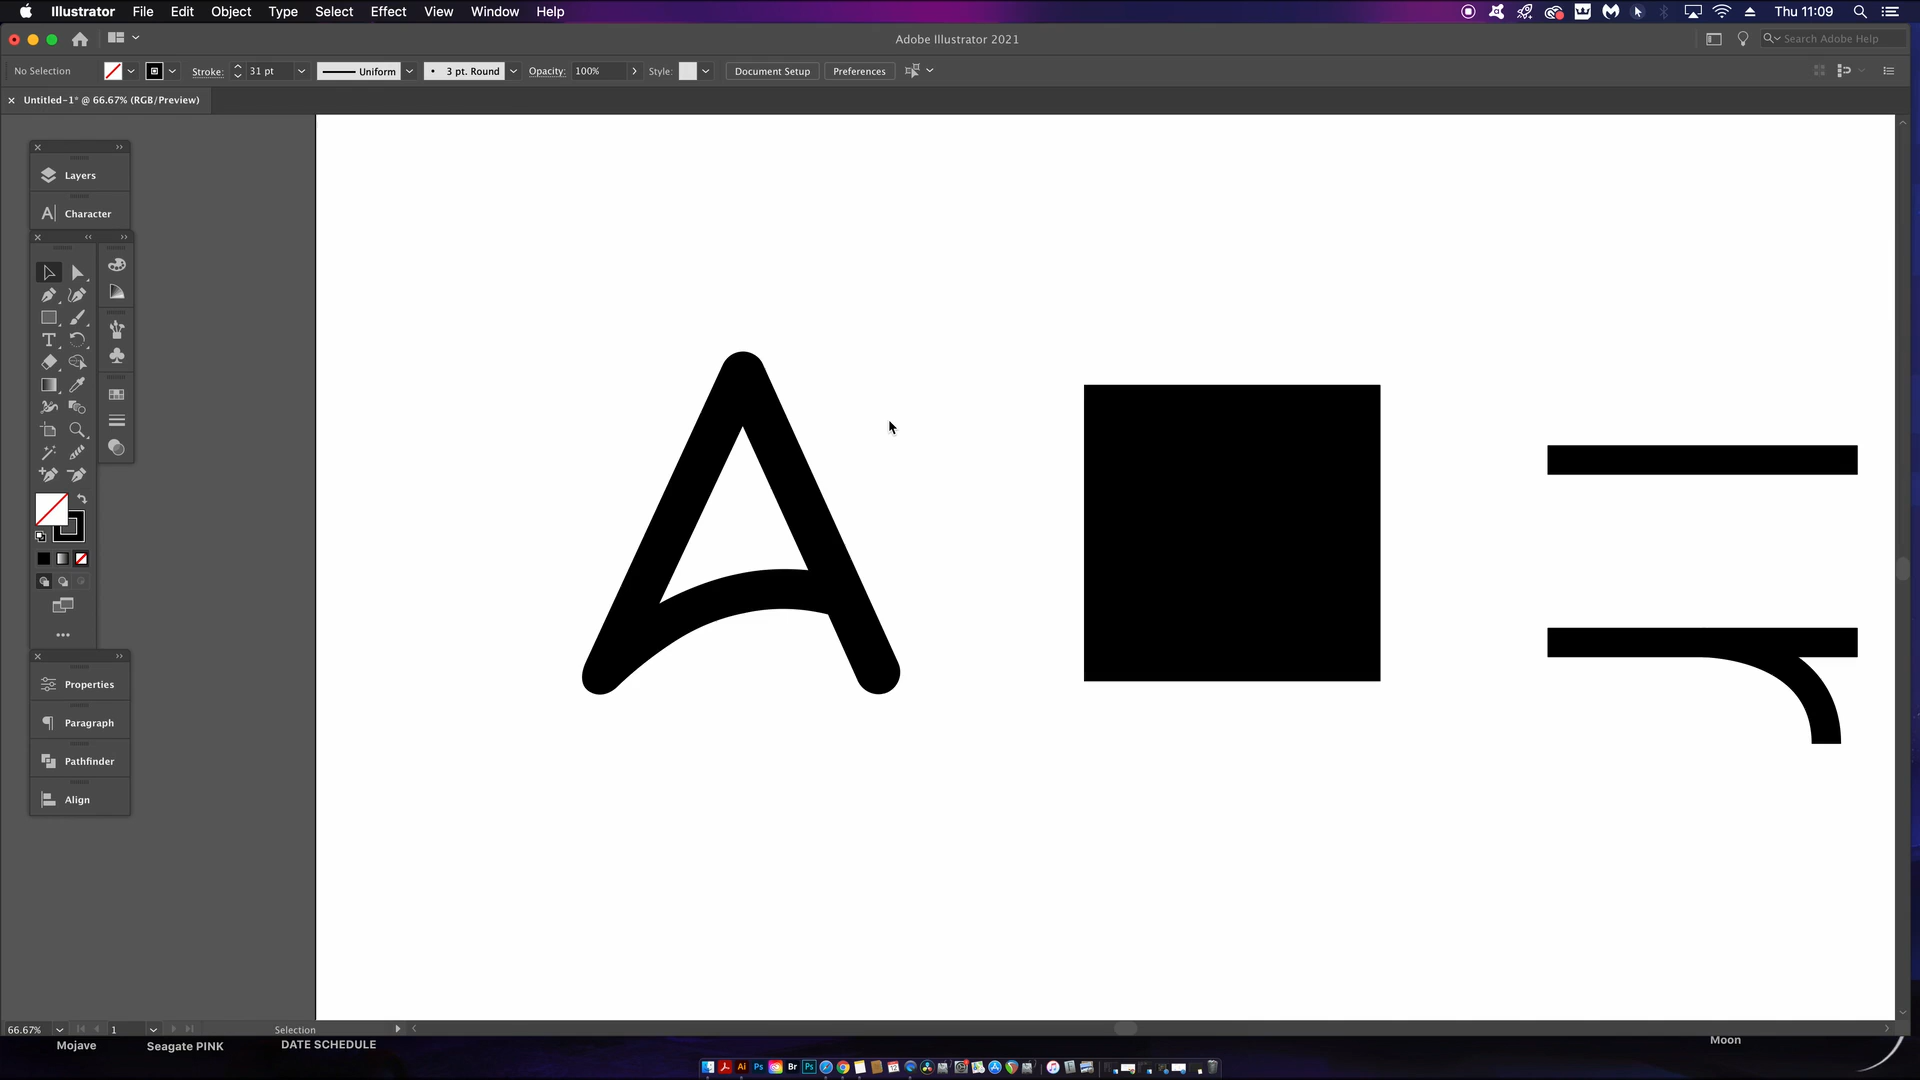 Illustrator File Edit Object Type Select Effect View Window Help Thu 11:09
Adobe Illustrator 2021 Search Adobe Help
No Selection Stroke: 31 pt Uniform 3 pt. Round Opacity: 100% Style: Document Setup Preferences
Untitled-1* @ 66.67% (RGB/Preview)
Layers
Character
Properties
Paragraph
Pathfinder
Align
A
66.67% 1 Selection
Mojave Seagate PINK DATE SCHEDULE Moon